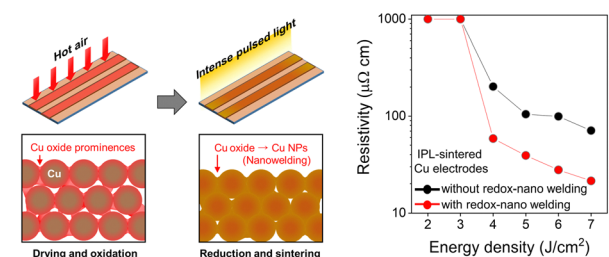 Hot air
Intense pulsed light
Cu oxide prominences
Cu
Drying and oxidation
Cu oxide → Cu NPs
(Nanowelding)
Reduction and sintering
Resistivity (μΩ cm)
1000
100
10
IPL-sintered
Cu electrodes
without redox-nano welding
with redox-nano welding
2 3 4 5 6 7
Energy density (J/cm²)